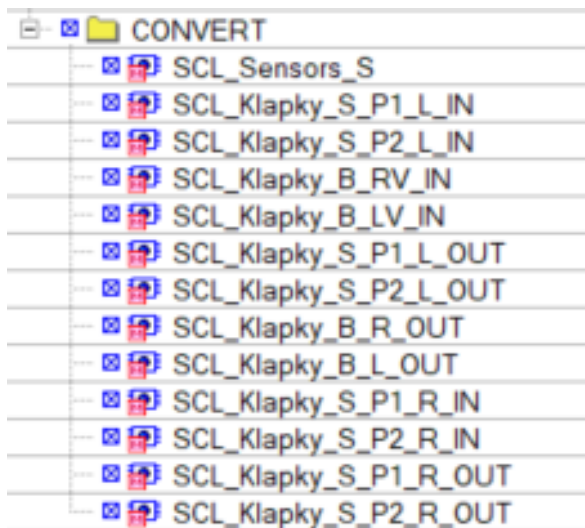 CONVERT
SCL_Sensors_S
SCL_Klapky_S_P1_L_IN
SCL_Klapky_S_P2_L_IN
SCL_Klapky_B_RV_IN
SCL_Klapky_B_LV_IN
SCL_Klapky_S_P1_L_OUT
SCL_Klapky_S_P2_L_OUT
SCL_Klapky_B_R_OUT
SCL_Klapky_B_L_OUT
SCL_Klapky_S_P1_R_IN
SCL_Klapky_S_P2_R_IN
SCL_Klapky_S_P1_R_OUT
SCL_Klapky_S_P2_R_OUT